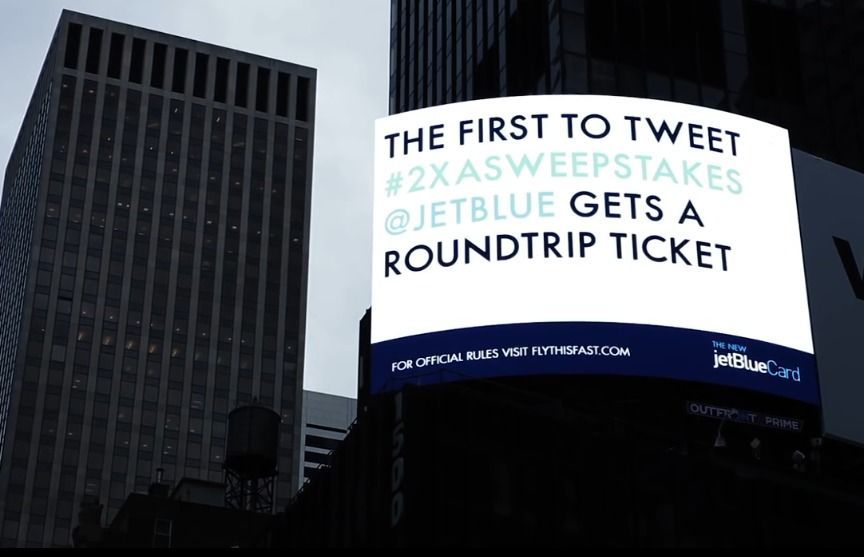 THE FIRST TO TWEET
#2XASWEEPSTAKES
@JETBLUE GETS A
ROUNDTRIP TICKET
FOR OFFICIAL RULES VISIT FLYTHISFAST.COM
THE NEW
jetBlueCard
OUTFRONT PRIME
1500